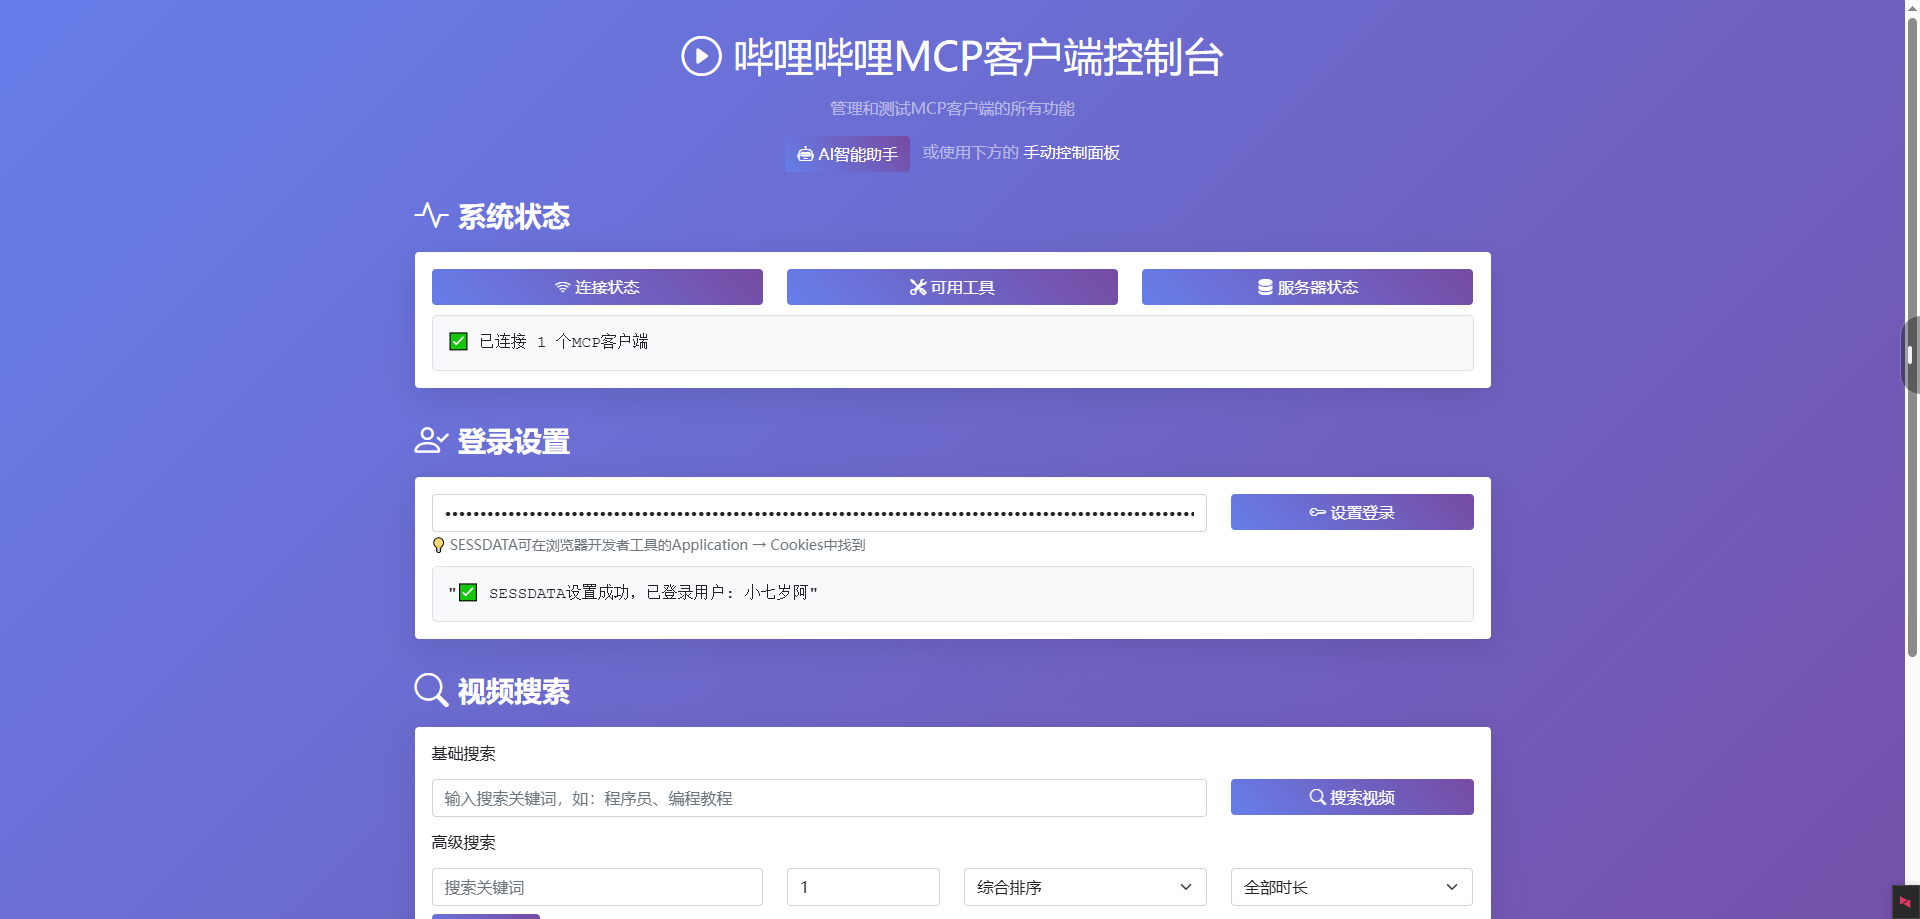 哔哩哔哩MCP客户端控制台
管理和测试MCP客户端的所有功能
AI智能助手 或使用下方的 手动控制面板
系统状态
连接状态 可用工具 服务器状态
✅ 已连接 1 个MCP客户端
登录设置
设置登录
💡 SESSDATA可在浏览器开发者工具的Application → Cookies中找到
"✅ SESSDATA设置成功，已登录用户: 小七岁阿"
视频搜索
基础搜索
输入搜索关键词，如：程序员、编程教程 搜索视频
高级搜索
搜索关键词 1 综合排序 全部时长